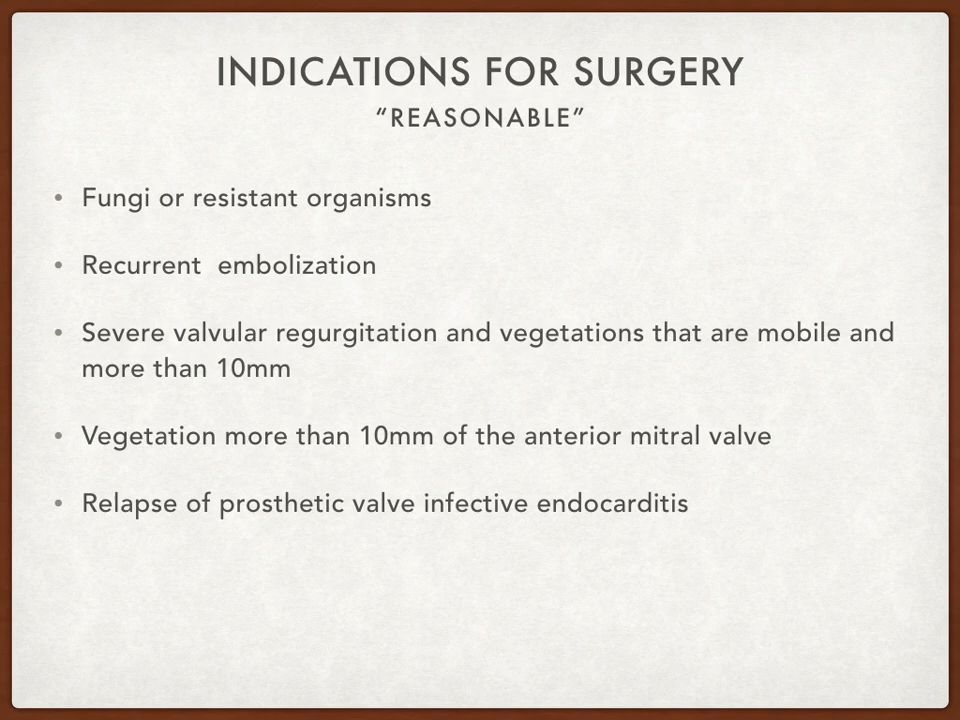 INDICATIONS FOR SURGERY
“REASONABLE”
• Fungi or resistant organisms
• Recurrent  embolization
• Severe valvular regurgitation and vegetations that are mobile and
more than 10mm
• Vegetation more than 10mm of the anterior mitral valve
• Relapse of prosthetic valve infective endocarditis